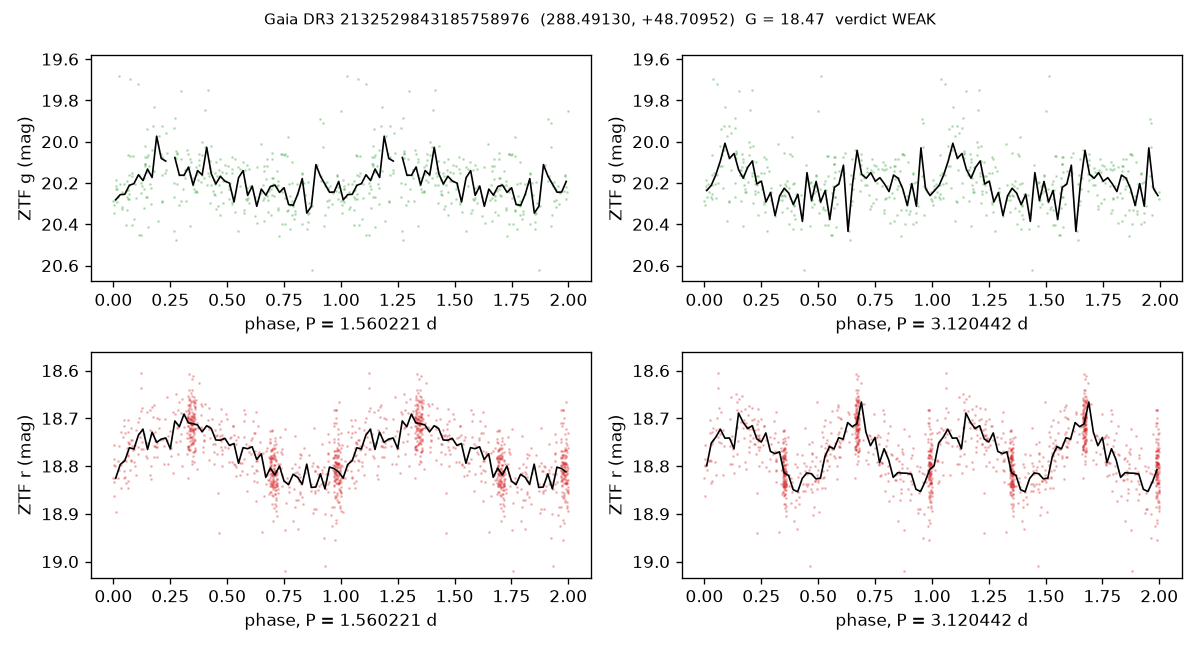 Gaia DR3 2132529843185758976 (288.49130, +48.70952) G = 18.47 verdict WEAK
ZTF g (mag)
19.6
19.8
20.0
20.2
20.4
20.6
0.00 0.25 0.50 0.75 1.00 1.25 1.50 1.75 2.00
phase, P = 1.560221 d
ZTF g (mag)
19.6
19.8
20.0
20.2
20.4
20.6
0.00 0.25 0.50 0.75 1.00 1.25 1.50 1.75 2.00
phase, P = 3.120442 d
ZTF r (mag)
18.6
18.7
18.8
18.9
19.0
0.00 0.25 0.50 0.75 1.00 1.25 1.50 1.75 2.00
phase, P = 1.560221 d
ZTF r (mag)
18.6
18.7
18.8
18.9
19.0
0.00 0.25 0.50 0.75 1.00 1.25 1.50 1.75 2.00
phase, P = 3.120442 d